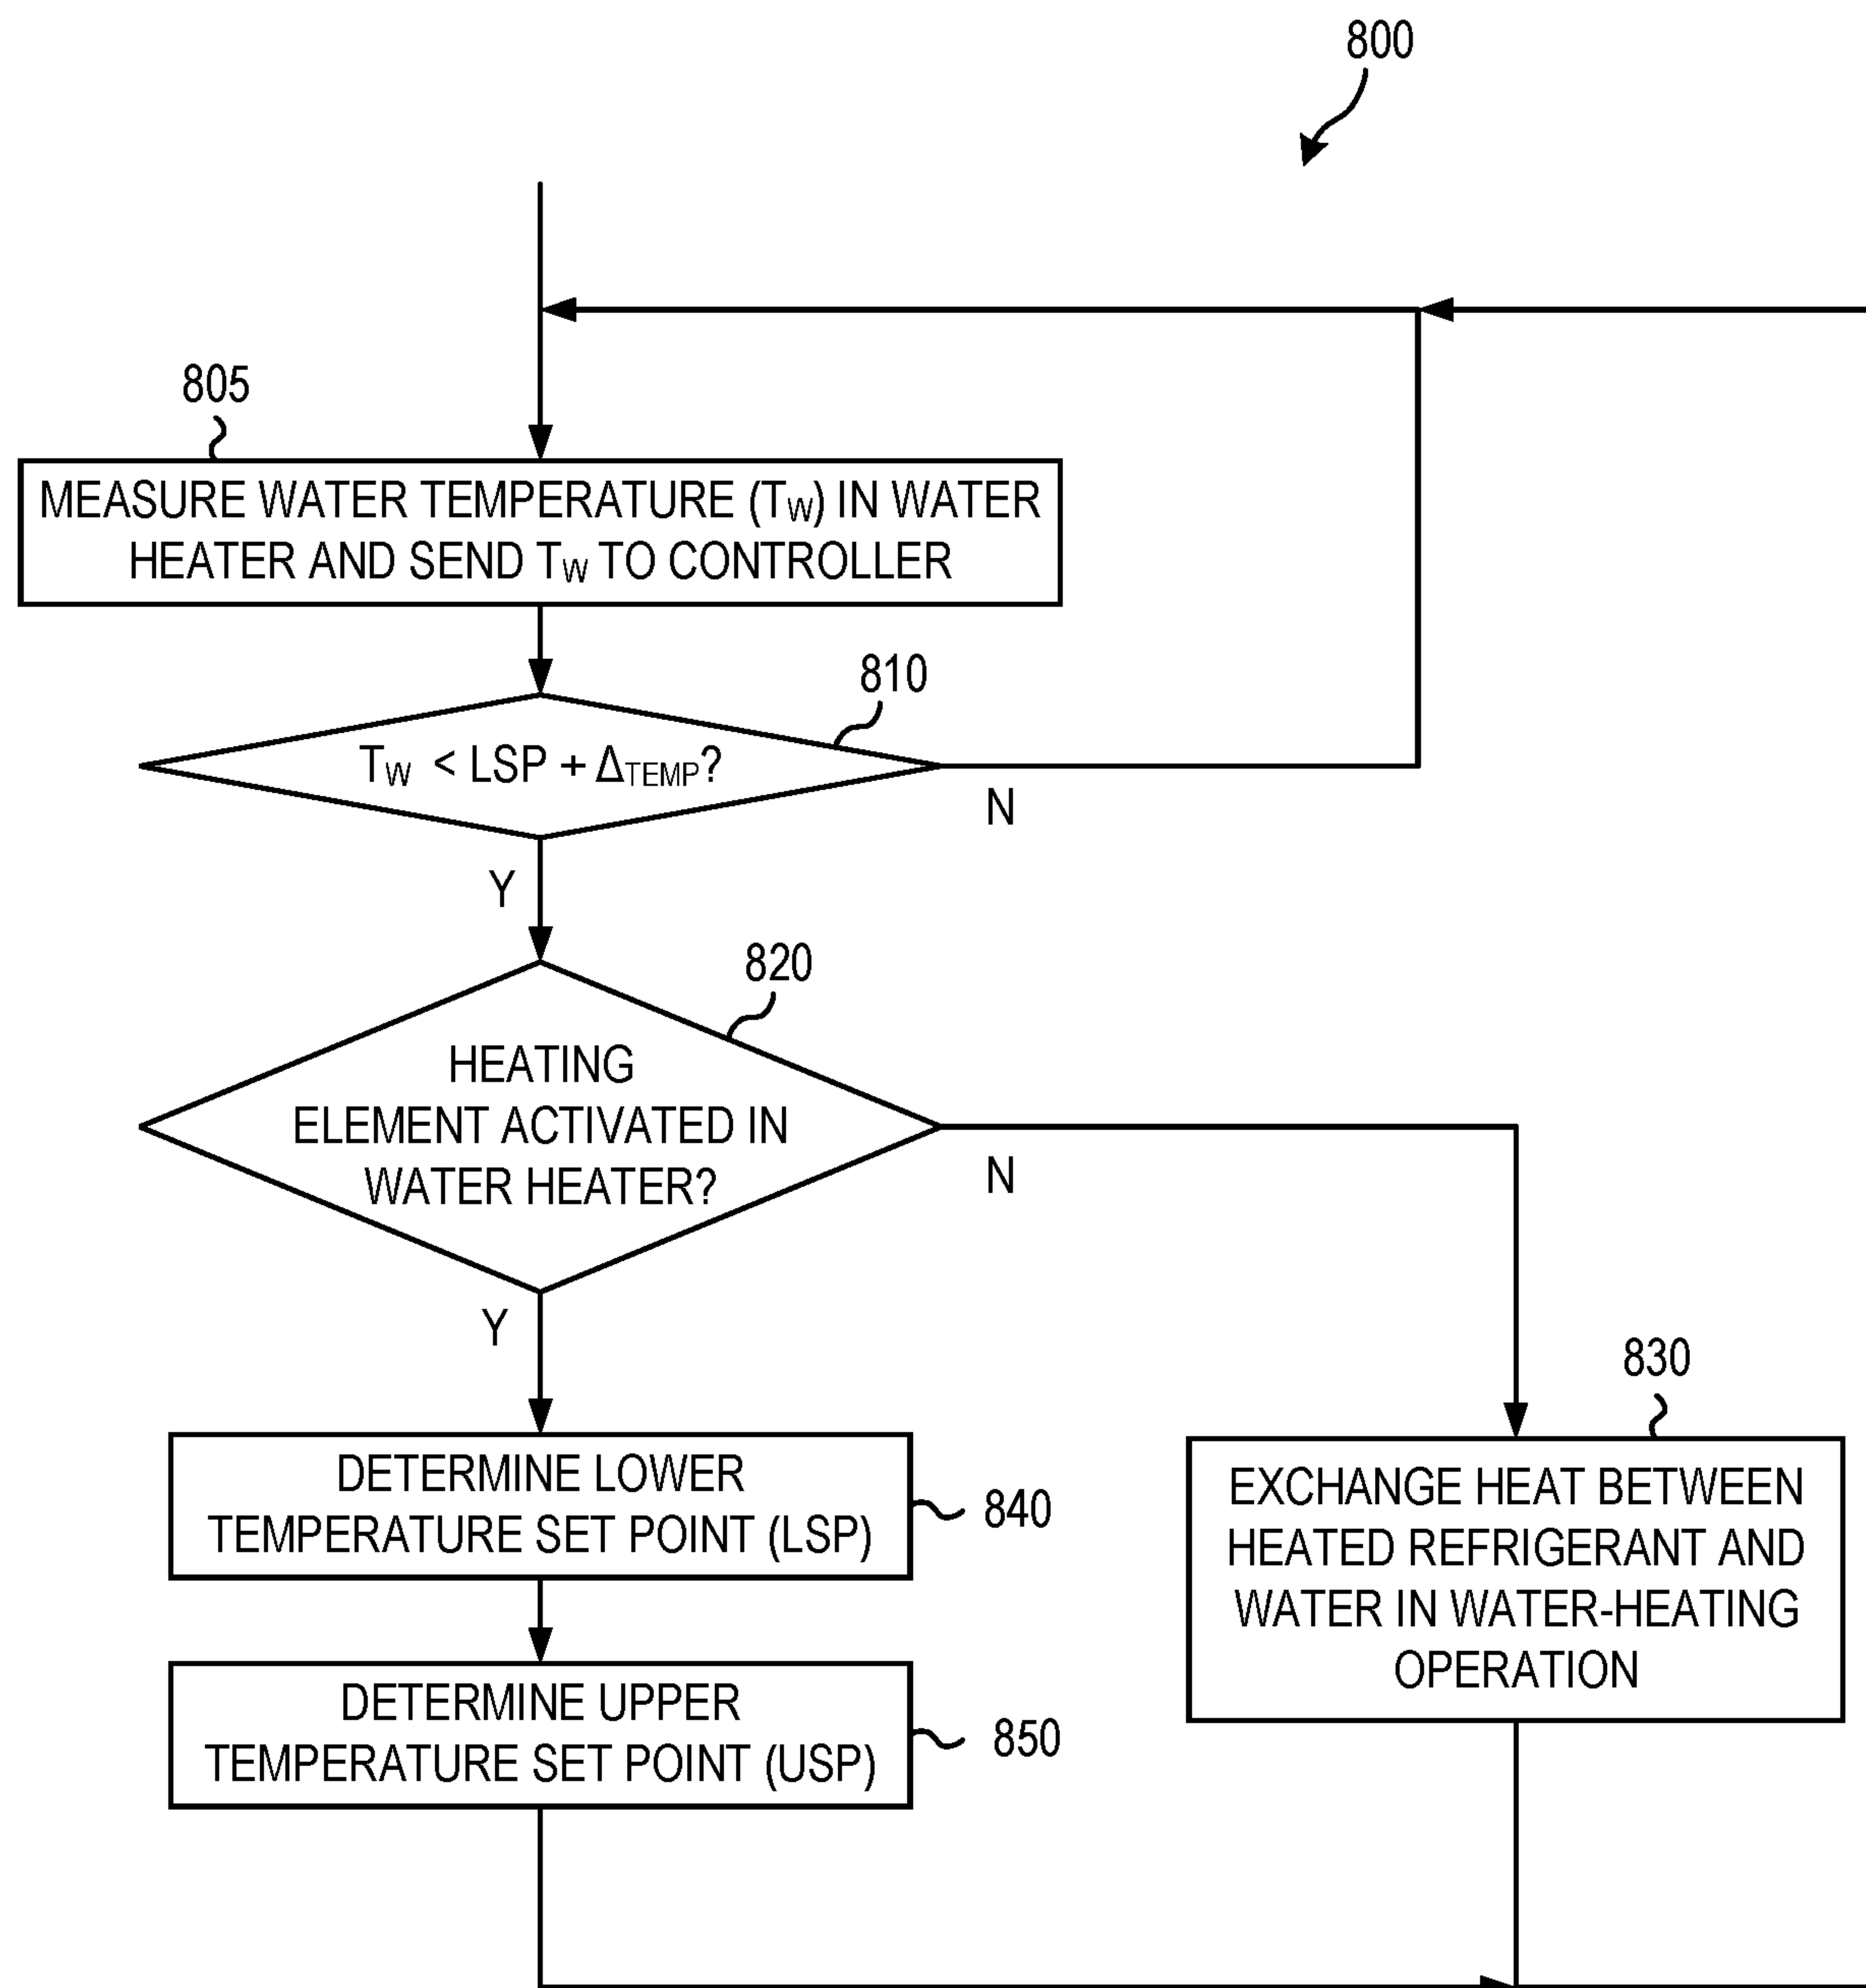 800
805
MEASURE WATER TEMPERATURE (TW) IN WATER
HEATER AND SEND TW TO CONTROLLER
810
TW < LSP + ΔTEMP?
N
Y
820
HEATING
ELEMENT ACTIVATED IN
WATER HEATER?
N
Y
830
DETERMINE LOWER
TEMPERATURE SET POINT (LSP)
840
EXCHANGE HEAT BETWEEN
HEATED REFRIGERANT AND
WATER IN WATER-HEATING
OPERATION
DETERMINE UPPER
TEMPERATURE SET POINT (USP)
850